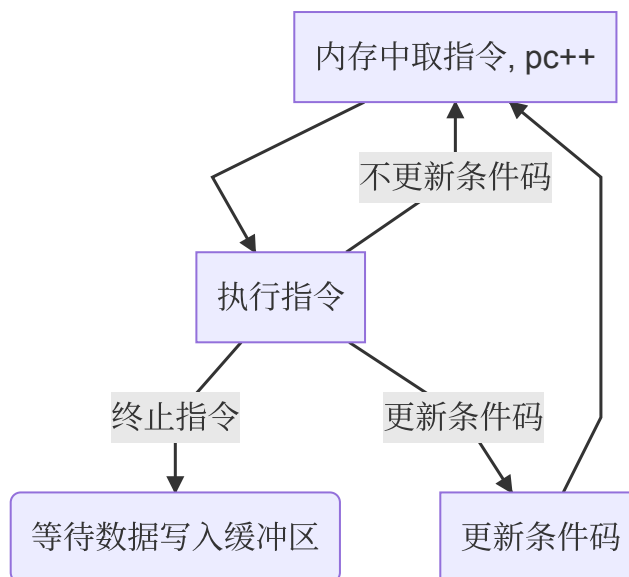 内存中取指令, pc++
不更新条件码
执行指令
终止指令
更新条件码
等待数据写入缓冲区
更新条件码